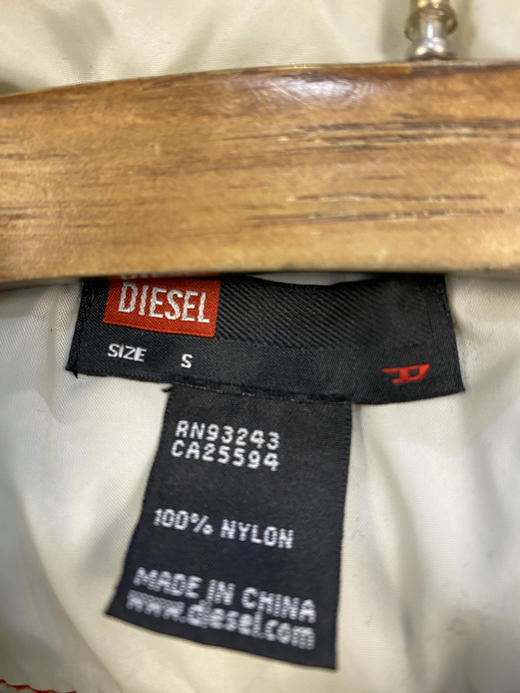 DIESEL
SIZE S
RN93243
CA25594
100% NYLON
MADE IN CHINA
www.diesel.com